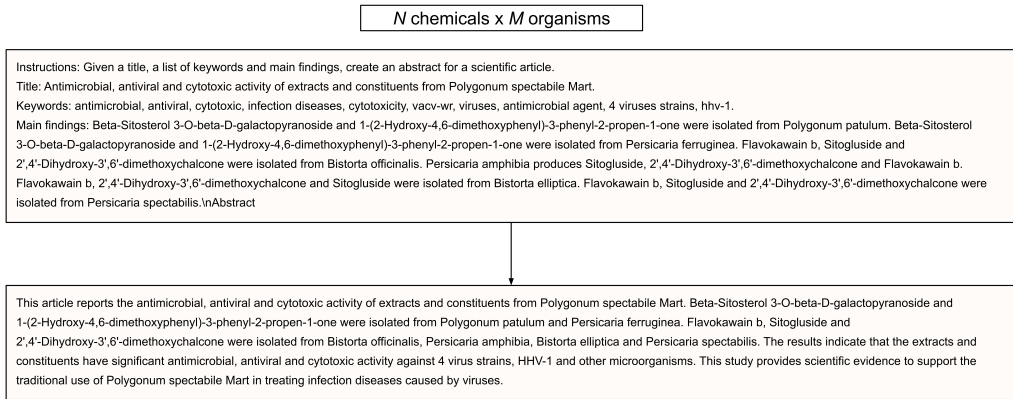 N chemicals x M organisms
Instructions: Given a title, a list of keywords and main findings, create an abstract for a scientific article.
Title: Antimicrobial, antiviral and cytotoxic activity of extracts and constituents from Polygonum spectabile Mart.
Keywords: antimicrobial, antiviral, cytotoxic, infection diseases, cytotoxicity, vacv-wr, viruses, antimicrobial agent, 4 viruses strains, hhv-1.
Main findings: Beta-Sitosterol 3-O-beta-D-galactopyranoside and 1-(2-Hydroxy-4,6-dimethoxyphenyl)-3-phenyl-2-propen-1-one were isolated from Polygonum patulum. Beta-Sitosterol
3-O-beta-D-galactopyranoside and 1-(2-Hydroxy-4,6-dimethoxyphenyl)-3-phenyl-2-propen-1-one were isolated from Persicaria ferruginea. Flavokawain b, Sitogluside and
2',4'-Dihydroxy-3',6'-dimethoxychalcone were isolated from Bistorta officinalis. Persicaria amphibia produces Sitogluside, 2',4'-Dihydroxy-3',6'-dimethoxychalcone and Flavokawain b.
Flavokawain b, 2',4'-Dihydroxy-3',6'-dimethoxychalcone and Sitogluside were isolated from Bistorta elliptica. Flavokawain b, Sitogluside and 2',4'-Dihydroxy-3',6'-dimethoxychalcone were
isolated from Persicaria spectabilis.\nAbstract
This article reports the antimicrobial, antiviral and cytotoxic activity of extracts and constituents from Polygonum spectabile Mart. Beta-Sitosterol 3-O-beta-D-galactopyranoside and
1-(2-Hydroxy-4,6-dimethoxyphenyl)-3-phenyl-2-propen-1-one were isolated from Polygonum patulum and Persicaria ferruginea. Flavokawain b, Sitogluside and
2',4'-Dihydroxy-3',6'-dimethoxychalcone were isolated from Bistorta officinalis, Persicaria amphibia, Bistorta elliptica and Persicaria spectabilis. The results indicate that the extracts and
constituents have significant antimicrobial, antiviral and cytotoxic activity against 4 virus strains, HHV-1 and other microorganisms. This study provides scientific evidence to support the
traditional use of Polygonum spectabile Mart in treating infection diseases caused by viruses.